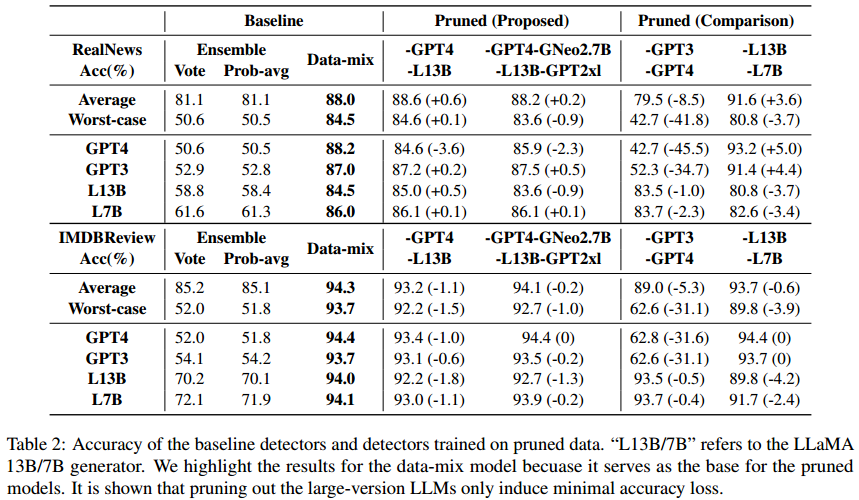 Baseline Pruned (Proposed) Pruned (Comparison)
RealNews Ensemble Data-mix -GPT4 -GPT4-GNeo2.7B -GPT3 -L13B
Acc(%) Vote Prob-avg -L13B -L13B-GPT2xl -GPT4 -L7B
Average 81.1 81.1 88.0 88.6 (+0.6) 88.2 (+0.2) 79.5 (-8.5) 91.6 (+3.6)
Worst-case 50.6 50.5 84.5 84.6 (+0.1) 83.6 (-0.9) 42.7 (-41.8) 80.8 (-3.7)
GPT4 50.6 50.5 88.2 84.6 (-3.6) 85.9 (-2.3) 42.7 (-45.5) 93.2 (+5.0)
GPT3 52.9 52.8 87.0 87.2 (+0.2) 87.5 (+0.5) 52.3 (-34.7) 91.4 (+4.4)
L13B 58.8 58.4 84.5 85.0 (+0.5) 83.6 (-0.9) 83.5 (-1.0) 80.8 (-3.7)
L7B 61.6 61.3 86.0 86.1 (+0.1) 86.1 (+0.1) 83.7 (-2.3) 82.6 (-3.4)
IMDBReview Ensemble Data-mix -GPT4 -GPT4-GNeo2.7B -GPT3 -L13B
Acc(%) Vote Prob-avg -L13B -L13B-GPT2xl -GPT4 -L7B
Average 85.2 85.1 94.3 93.2 (-1.1) 94.1 (-0.2) 89.0 (-5.3) 93.7 (-0.6)
Worst-case 52.0 51.8 93.7 92.2 (-1.5) 92.7 (-1.0) 62.6 (-31.1) 89.8 (-3.9)
GPT4 52.0 51.8 94.4 93.4 (-1.0) 94.4 (0) 62.8 (-31.6) 94.4 (0)
GPT3 54.1 54.2 93.7 93.1 (-0.6) 93.5 (-0.2) 62.6 (-31.1) 93.7 (0)
L13B 70.2 70.1 94.0 92.2 (-1.8) 92.7 (-1.3) 93.5 (-0.5) 89.8 (-4.2)
L7B 72.1 71.9 94.1 93.0 (-1.1) 93.9 (-0.2) 93.7 (-0.4) 91.7 (-2.4)
Table 2: Accuracy of the baseline detectors and detectors trained on pruned data. “L13B/7B” refers to the LLaMA
13B/7B generator. We highlight the results for the data-mix model becuase it serves as the base for the pruned
models. It is shown that pruning out the large-version LLMs only induce minimal accuracy loss.